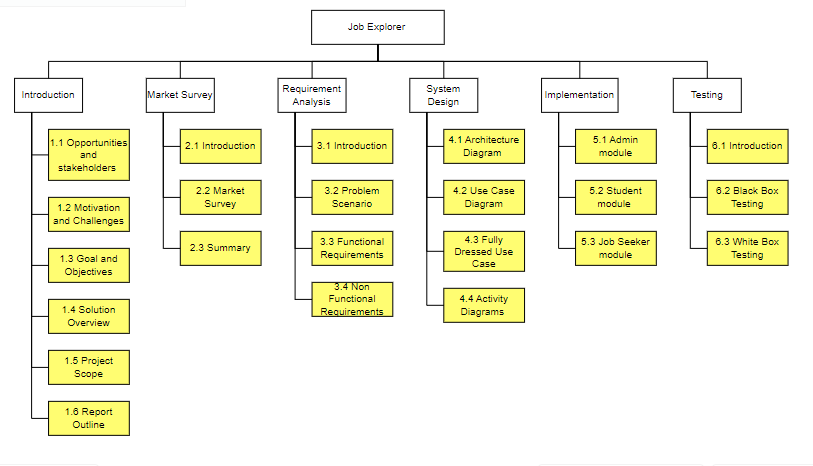 Job Explorer
Introduction
Market Survey
Requirement
Analysis
System
Design
Implementation
Testing
1.1 Opportunities
and
stakeholders
1.2 Motivation
and Challenges
1.3 Goal and
Objectives
1.4 Solution
Overview
1.5 Project
Scope
1.6 Report
Outline
2.1 Introduction
2.2 Market
Survey
2.3 Summary
3.1 Introduction
3.2 Problem
Scenario
3.3 Functional
Requirements
3.4 Non
Functional
Requirements
4.1 Architecture
Diagram
4.2 Use Case
Diagram
4.3 Fully
Dressed Use
Case
4.4 Activity
Diagrams
5.1 Admin
module
5.2 Student
module
5.3 Job Seeker
module
6.1 Introduction
6.2 Black Box
Testing
6.3 White Box
Testing